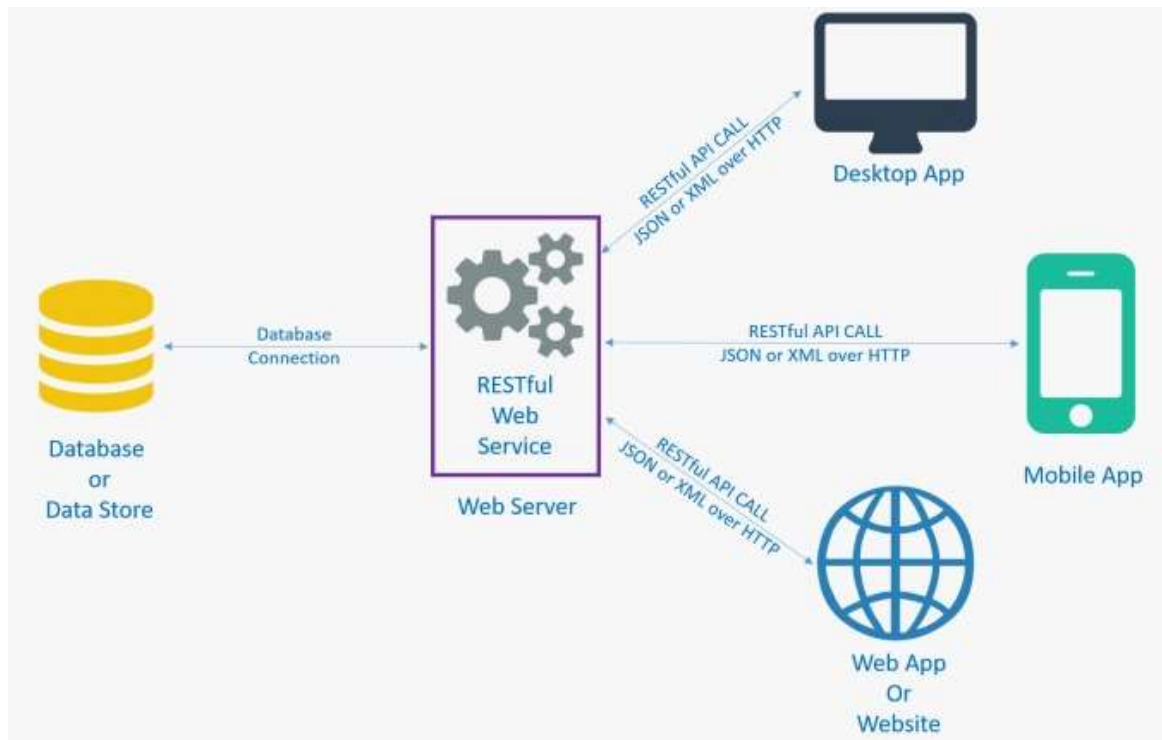 RESTful API CALL
JSON or XML over HTTP
Desktop App
Database
Connection
RESTful
Web
Service
Web Server
RESTful API CALL
JSON or XML over HTTP
Database
or
Data Store
Mobile App
RESTful API CALL
JSON or XML over HTTP
Web App
Or
Website